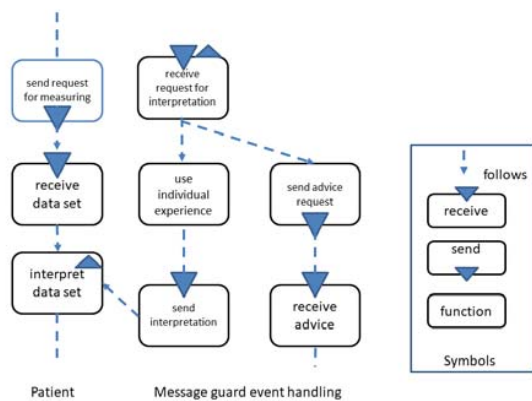 send request
for measuring
receive
request for
interpretation
receive
data set
use
individual
experience
send advice
request
interpret
data set
send
interpretation
receive
advice
follows
receive
send
function
Symbols
Patient
Message guard event handling